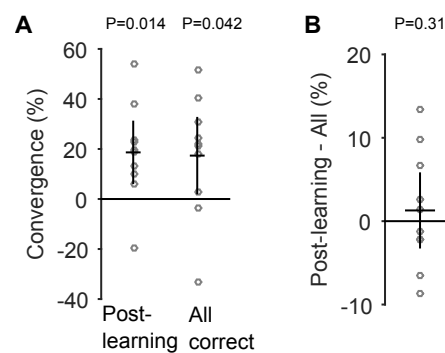 A
P=0.014
P=0.042
Convergence (%)
60
40
20
0
-20
-40
Post-
learning
All
correct
B
P=0.31
Post-learning - All (%)
20
10
0
-10